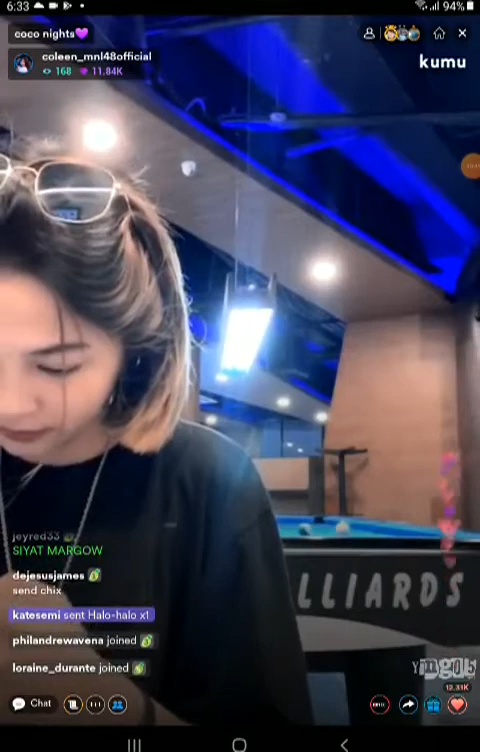 6:33
94%
coco nights💜
coleen_mnl48official
168 11.84K
kumu
jeyred33
SIYAT MARGOW
dejesusjames
send chix
katesemi sent Halo-halo x1
philandrewavena joined
loraine_durante joined
LLIARDS
12.31K
Chat